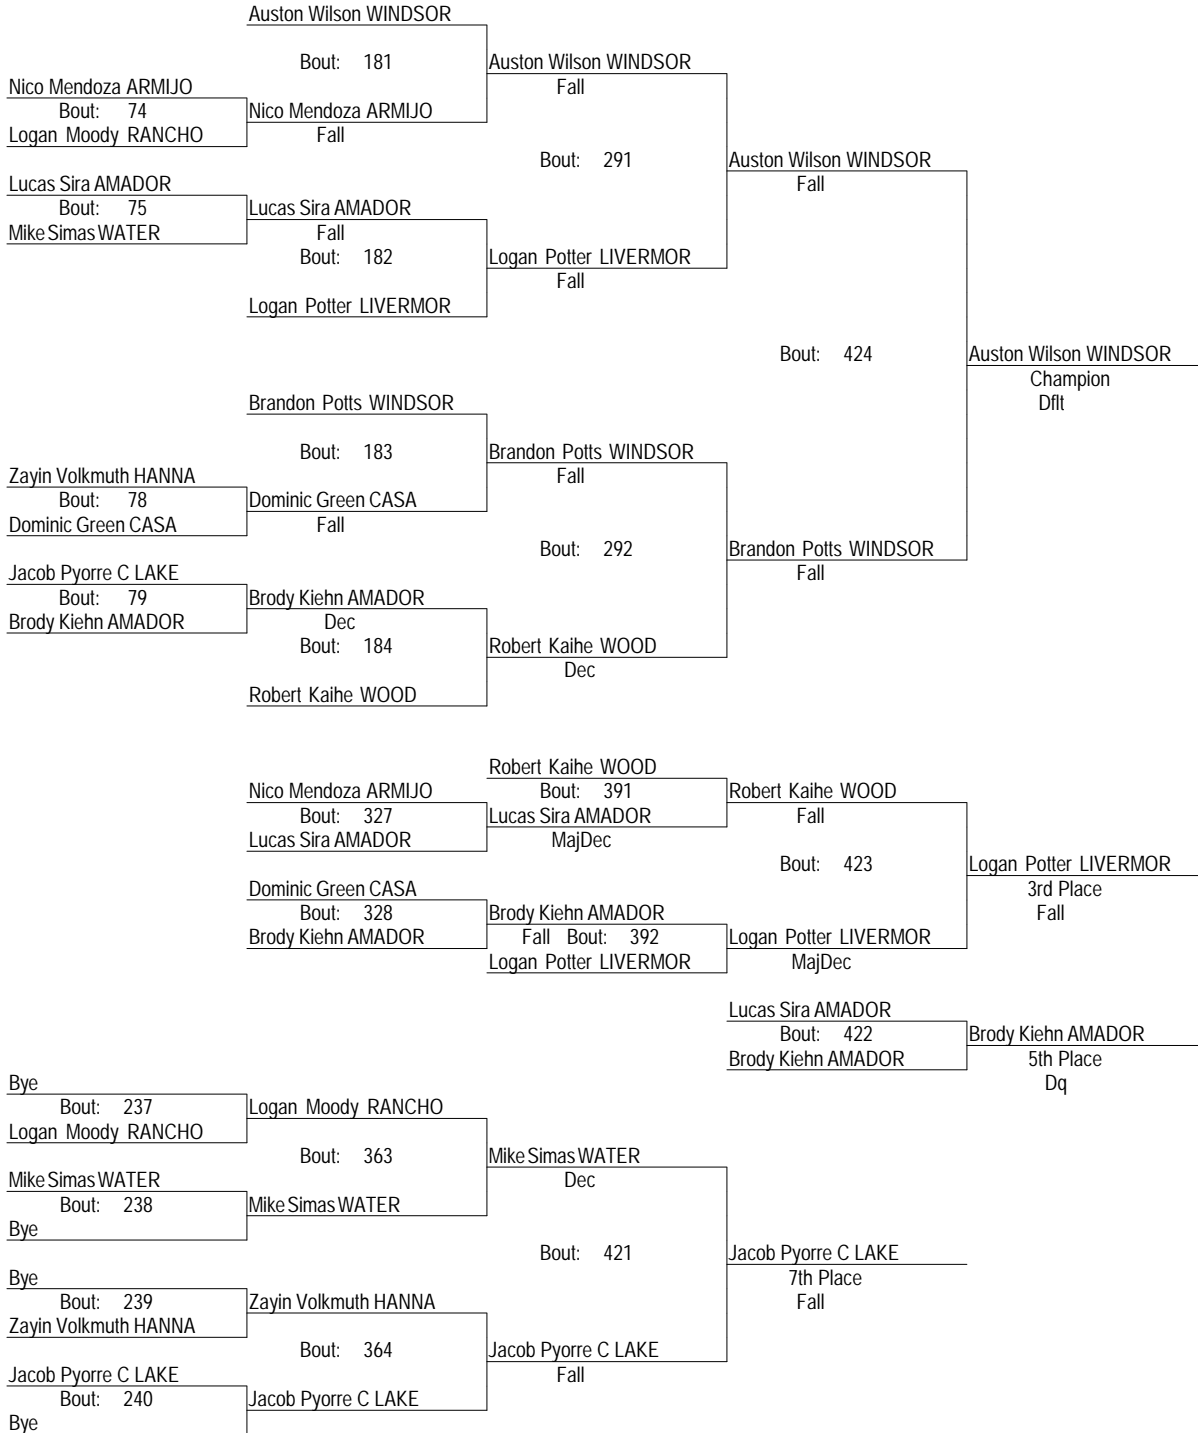 Auston Wilson WINDSOR
Bout: 181
Auston Wilson WINDSOR
Fall
Nico Mendoza ARMIJO
Bout: 74
Nico Mendoza ARMIJO
Logan Moody RANCHO
Fall
Bout: 291
Auston Wilson WINDSOR
Fall
Lucas Sira AMADOR
Bout: 75
Lucas Sira AMADOR
Mike Simas WATER
Fall
Bout: 182
Logan Potter LIVERMOR
Fall
Logan Potter LIVERMOR
Bout: 424
Auston Wilson WINDSOR
Champion
Dflt
Brandon Potts WINDSOR
Bout: 183
Brandon Potts WINDSOR
Fall
Zayin Volkmuth HANNA
Bout: 78
Dominic Green CASA
Dominic Green CASA
Fall
Bout: 292
Brandon Potts WINDSOR
Fall
Jacob Pyorre C LAKE
Bout: 79
Brody Kiehn AMADOR
Brody Kiehn AMADOR
Dec
Bout: 184
Robert Kaihe WOOD
Dec
Robert Kaihe WOOD
Robert Kaihe WOOD
Nico Mendoza ARMIJO
Bout: 391
Robert Kaihe WOOD
Bout: 327
Lucas Sira AMADOR
Fall
Lucas Sira AMADOR
MajDec
Bout: 423
Logan Potter LIVERMOR
3rd Place
Fall
Dominic Green CASA
Bout: 328
Brody Kiehn AMADOR
Brody Kiehn AMADOR
Fall Bout: 392
Logan Potter LIVERMOR
Logan Potter LIVERMOR
MajDec
Lucas Sira AMADOR
Bout: 422
Brody Kiehn AMADOR
Brody Kiehn AMADOR
5th Place
Dq
Bye
Bout: 237
Logan Moody RANCHO
Logan Moody RANCHO
Bout: 363
Mike Simas WATER
Dec
Mike Simas WATER
Bout: 238
Mike Simas WATER
Bye
Bout: 421
Jacob Pyorre C LAKE
7th Place
Fall
Bye
Bout: 239
Zayin Volkmuth HANNA
Zayin Volkmuth HANNA
Bout: 364
Jacob Pyorre C LAKE
Fall
Jacob Pyorre C LAKE
Bout: 240
Jacob Pyorre C LAKE
Bye